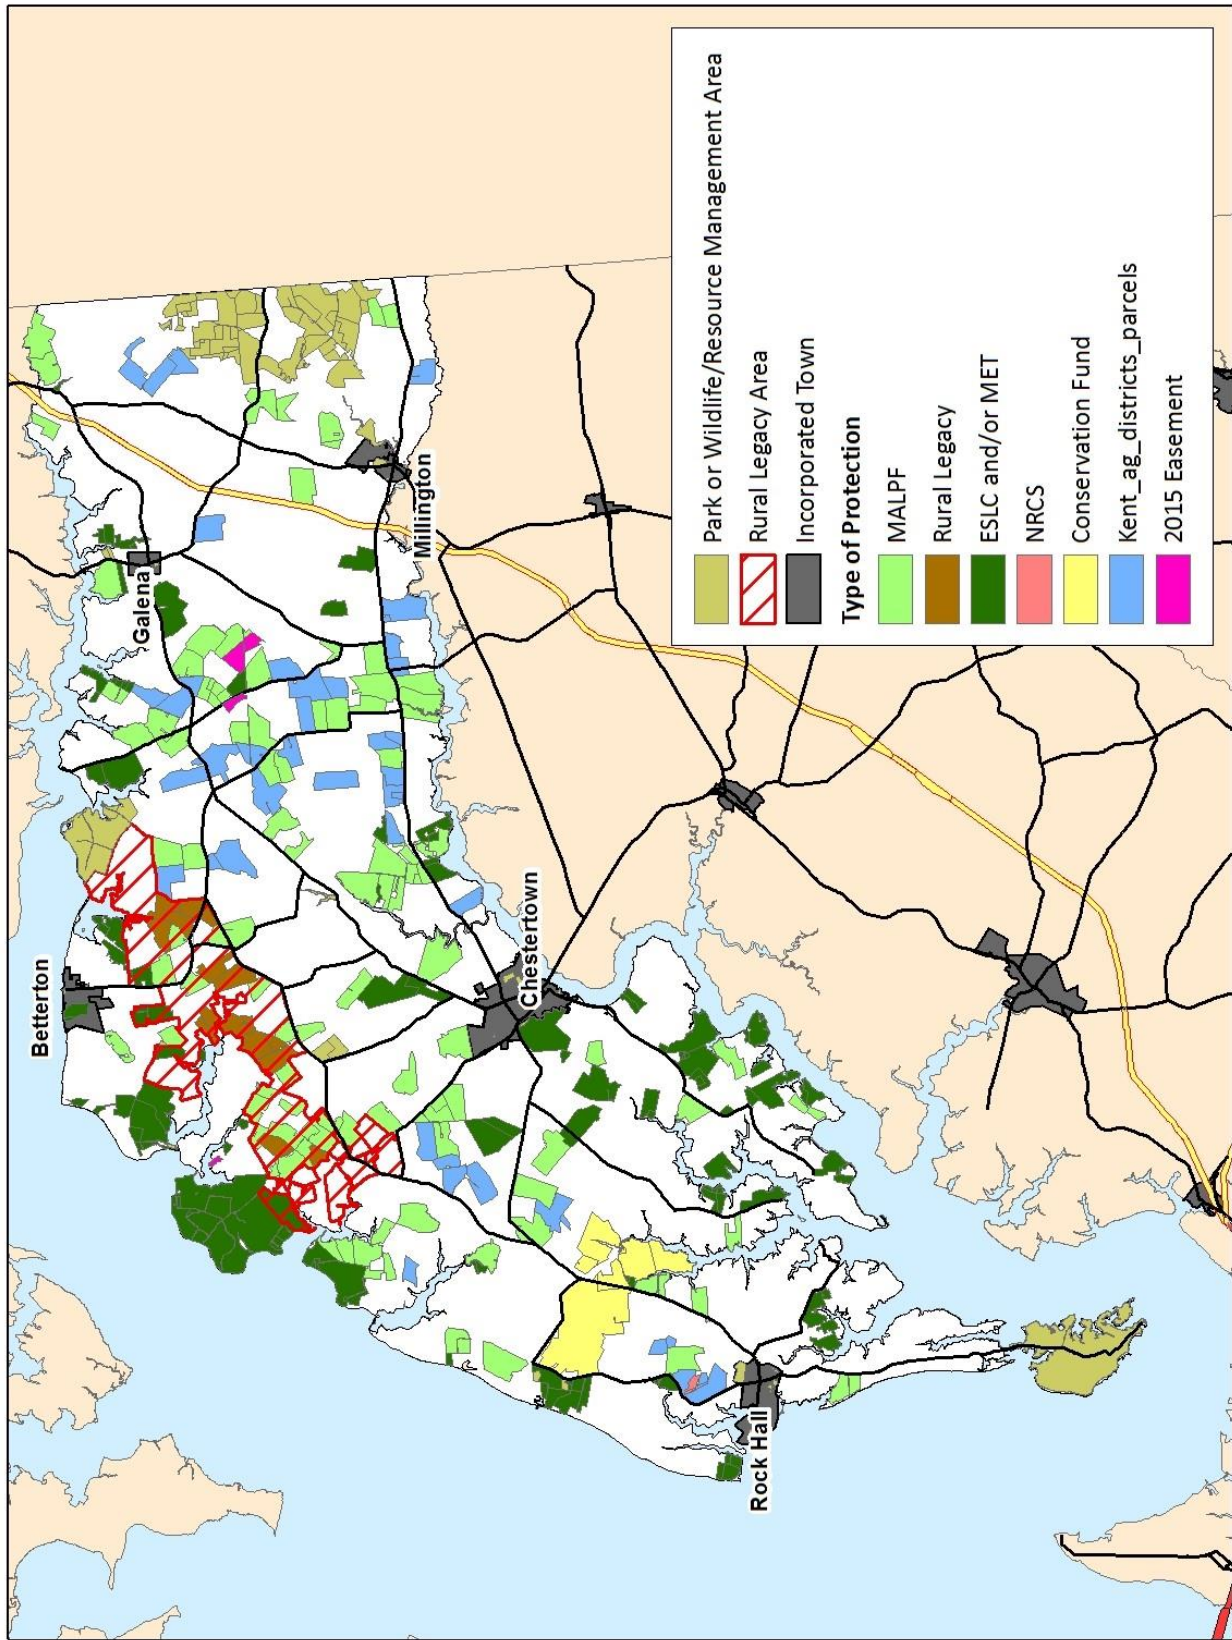 Betterton
Galena
Millington
Chestertown
Rock Hall
Park or Wildlife/Resource Management Area
Rural Legacy Area
Incorporated Town
Type of Protection
MALPF
Rural Legacy
ESLC and/or MET
NRCS
Conservation Fund
Kent_ag_districts_parcels
2015 Easement